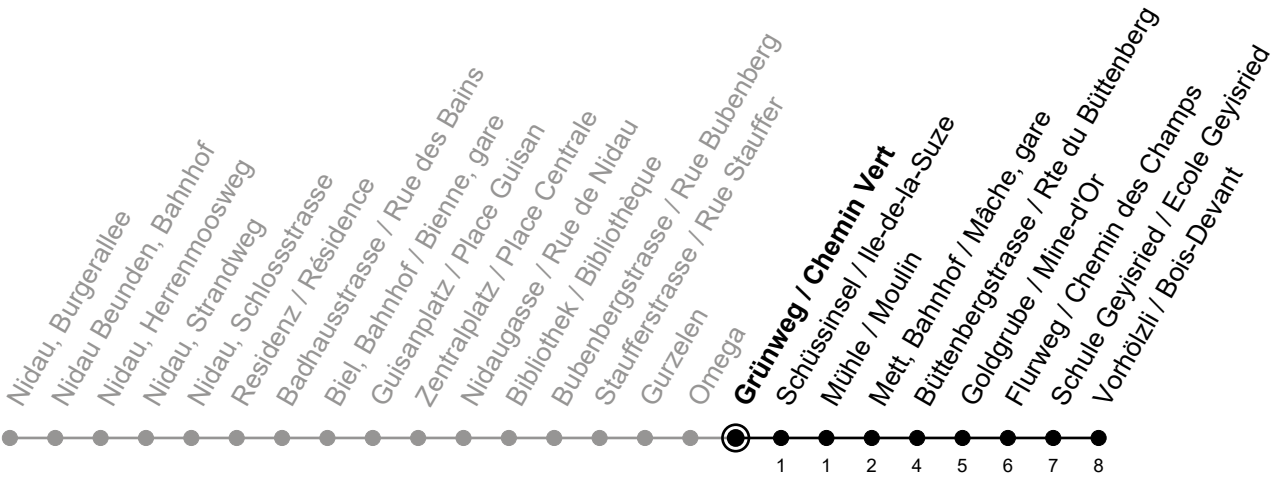 Nidau, Burgerallee
Nidau Beunden, Bahnhof
Nidau, Herrenmoosweg
Nidau, Strandweg
Nidau, Schlossstrasse
Residenz / Résidence
Badhausstrasse / Rue des Bains
Biel, Bahnhof / Bienne, gare
Guisanplatz / Place Guisan
Zentralplatz / Place Centrale
Nidaugasse / Rue de Nidau
Bibliothek / Bibliothèque
Bubenbergstrasse / Rue Bubenberg
Staufferstrasse / Rue Stauffer
Gurzelen
Omega
Grünweg / Chemin Vert
Schüssinsel / Ile-de-la-Suze
Mühle / Moulin
Mett, Bahnhof / Mâche, gare
Büttenbergstrasse / Rte du Büttenberg
Goldgrube / Mine-d'Or
Flurweg / Chemin des Champs
Schule Geyisried / Ecole Geyisried
Vorhölzli / Bois-Devant
1 1 2 4 5 6 7 8